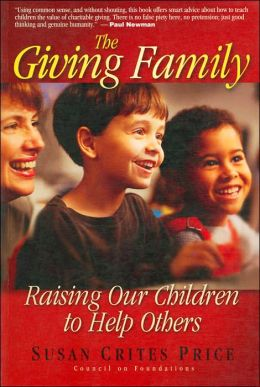 "Using common sense, and without shouting, this book offers smart advice about how to teach
children the value of charitable giving. There is no false piety here, no pretension; just good
thinking and genuine humanity." — Paul Newman
The
Giving Family
Raising Our Children
to Help Others
SUSAN CRITES PRICE
Council on Foundations